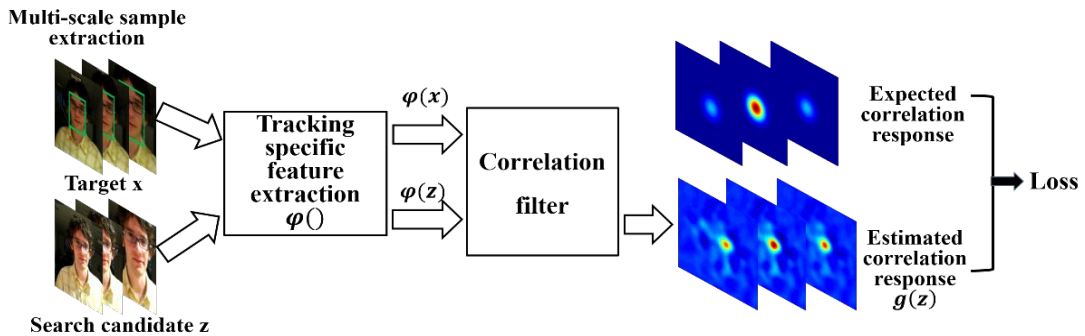 Multi-scale sample
extraction
Target x
Search candidate z
Tracking
specific
feature
extraction
φ()
φ(x)
φ(z)
Correlation
filter
Expected
correlation
response
Estimated
correlation
response
g(z)
Loss